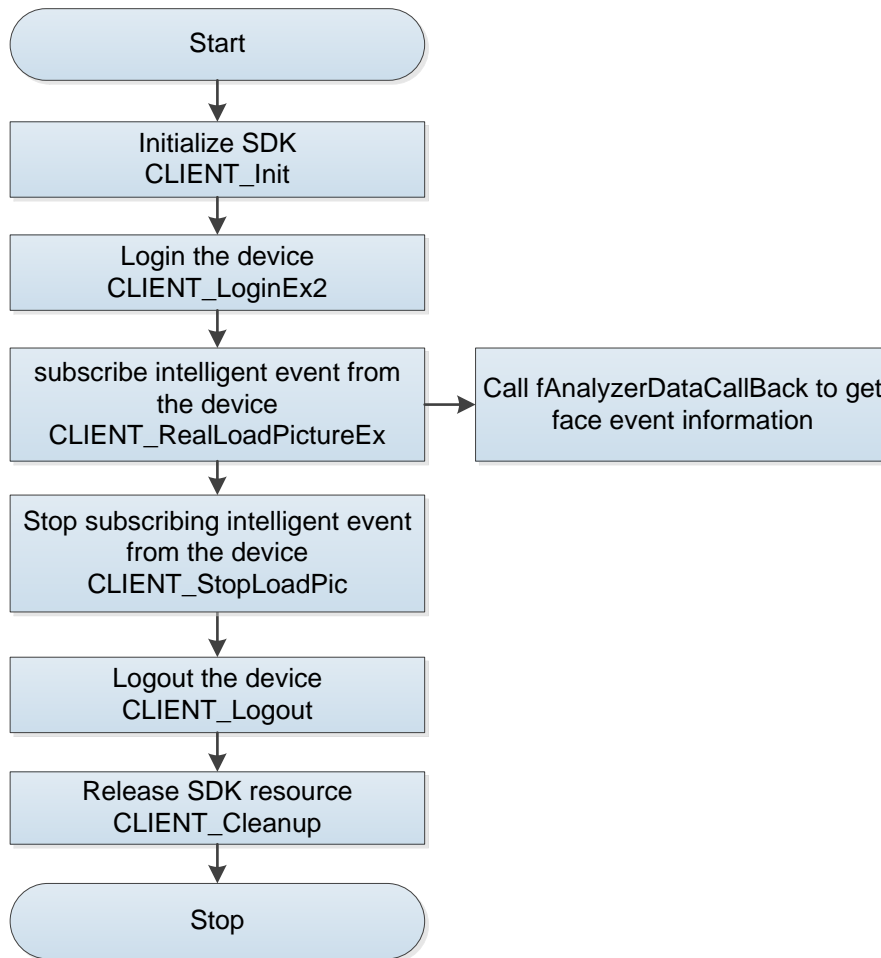 Start
Initialize SDK
CLIENT_Init
Login the device
CLIENT_LoginEx2
subscribe intelligent event from
the device
CLIENT_RealLoadPictureEx
Call fAnalyzerDataCallBack to get
face event information
Stop subscribing intelligent event
from the device
CLIENT_StopLoadPic
Logout the device
CLIENT_Logout
Release SDK resource
CLIENT_Cleanup
Stop